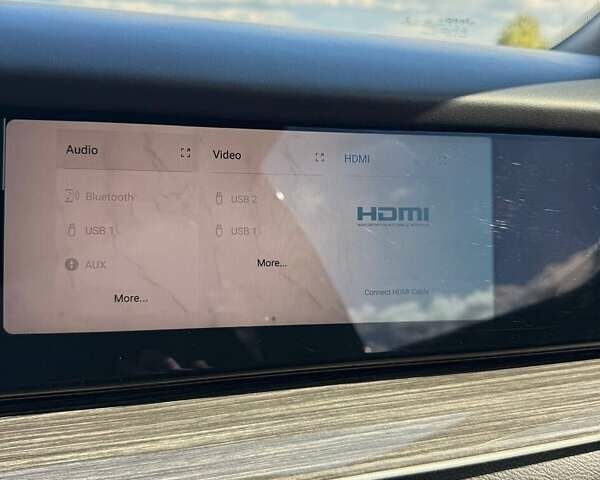 Audio
Bluetooth
USB 1
AUX
More...
Video
USB 2
USB 1
More...
HDMI
HDMI
Connect HDMI Cable